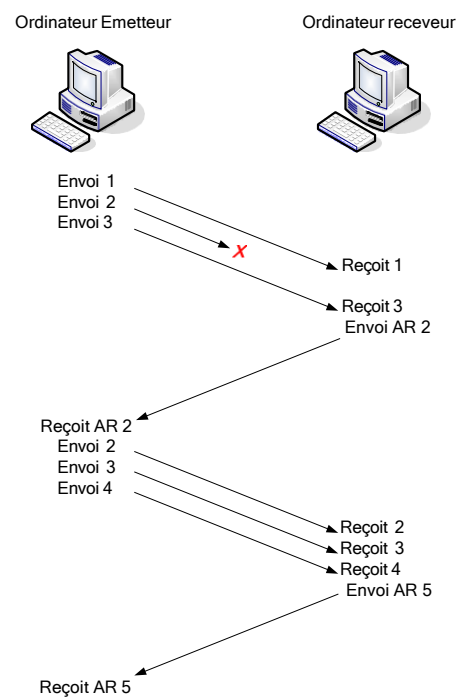 Ordinateur Emetteur
Ordinateur receveur
Envoi 1
Envoi 2
Envoi 3
X
Reçoit 1
Reçoit 3
Envoi AR 2
Reçoit AR 2
Envoi 2
Envoi 3
Envoi 4
Reçoit 2
Reçoit 3
Reçoit 4
Envoi AR 5
Reçoit AR 5